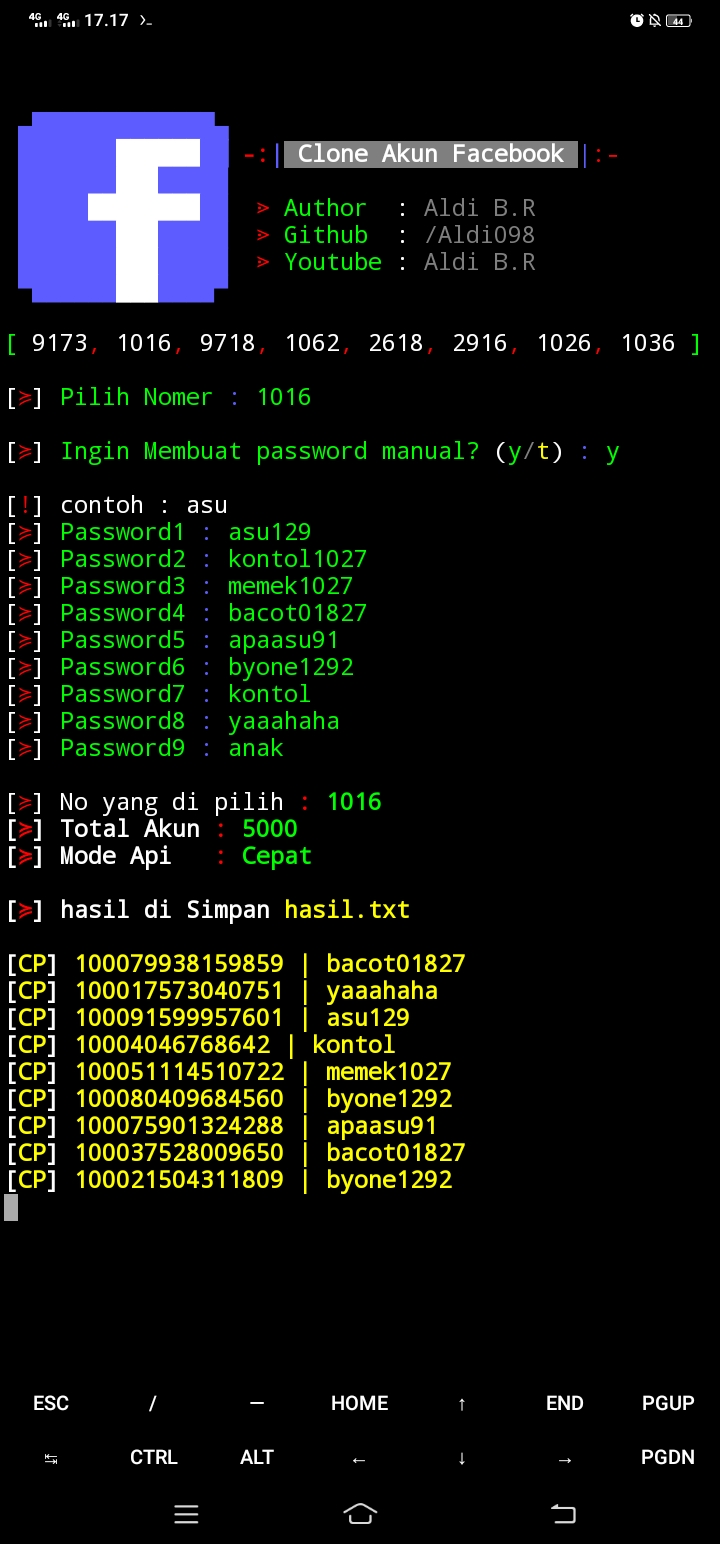 4G 4G 17.17 >_ 44
-:| Clone Akun Facebook |:-
> Author : Aldi B.R
> Github : /Aldi098
> Youtube : Aldi B.R
[ 9173, 1016, 9718, 1062, 2618, 2916, 1026, 1036 ]
[⋟] Pilih Nomer : 1016
[⋟] Ingin Membuat password manual? (y/t) : y
[!] contoh : asu
[⋟] Password1 : asu129
[⋟] Password2 : kontol1027
[⋟] Password3 : memek1027
[⋟] Password4 : bacot01827
[⋟] Password5 : apaasu91
[⋟] Password6 : byone1292
[⋟] Password7 : kontol
[⋟] Password8 : yaaahaha
[⋟] Password9 : anak
[⋟] No yang di pilih : 1016
[⋟] Total Akun : 5000
[⋟] Mode Api : Cepat
[⋟] hasil di Simpan hasil.txt
[CP] 100079938159859 | bacot01827
[CP] 100017573040751 | yaaahaha
[CP] 100091599957601 | asu129
[CP] 10004046768642 | kontol
[CP] 100051114510722 | memek1027
[CP] 100080409684560 | byone1292
[CP] 100075901324288 | apaasu91
[CP] 100037528009650 | bacot01827
[CP] 100021504311809 | byone1292
ESC / — HOME ↑ END PGUP
↹ CTRL ALT ← ↓ → PGDN